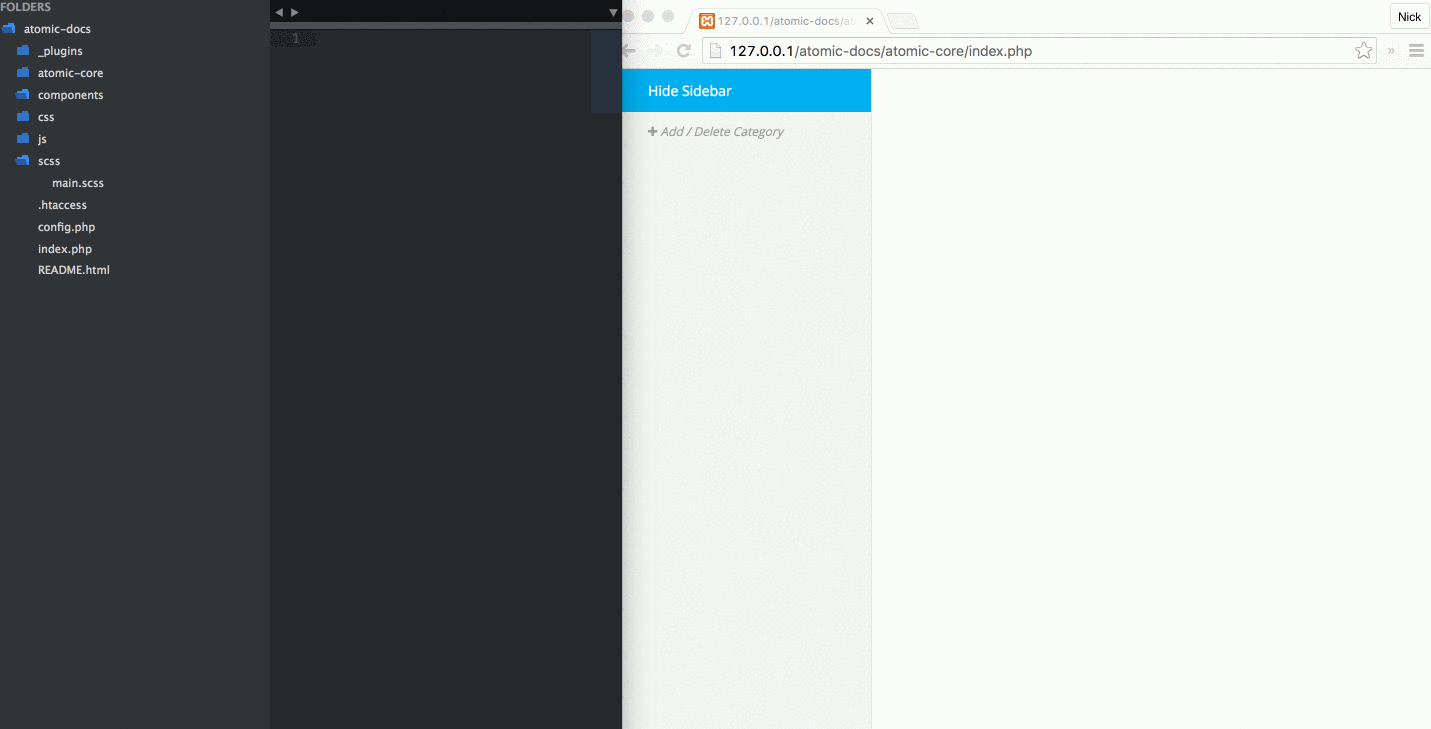 FOLDERS
atomic-docs
_plugins
atomic-core
components
css
js
scss
main.scss
.htaccess
config.php
index.php
README.html
1
127.0.0.1/atomic-docs/at
Nick
127.0.0.1/atomic-docs/atomic-core/index.php
»
Hide Sidebar
+ Add / Delete Category